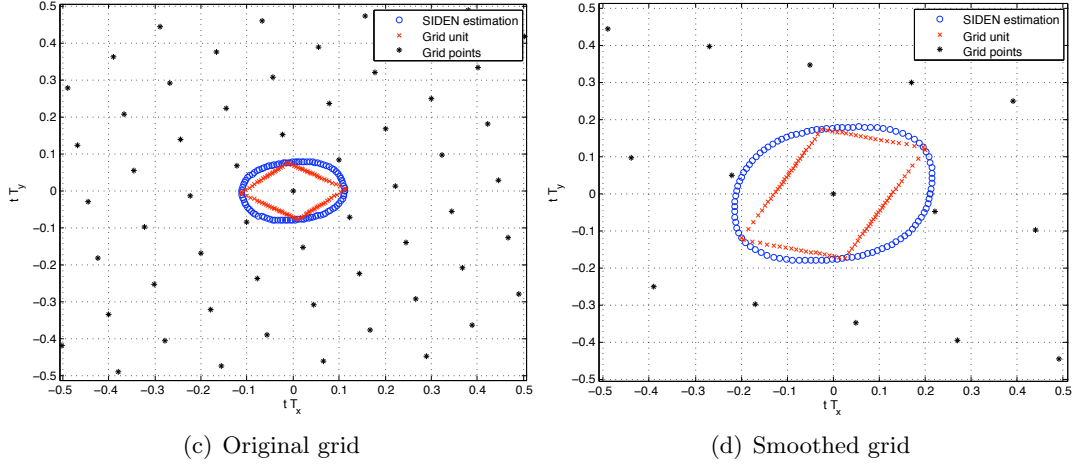 SIDEN estimation
Grid unit
Grid points
0.5
0.4
0.3
0.2
0.1
0
−0.1
−0.2
−0.3
−0.4
−0.5
t T_y
−0.5 −0.4 −0.3 −0.2 −0.1 0 0.1 0.2 0.3 0.4 0.5
t T_x
(c) Original grid
SIDEN estimation
Grid unit
Grid points
0.5
0.4
0.3
0.2
0.1
0
−0.1
−0.2
−0.3
−0.4
−0.5
t T_y
−0.5 −0.4 −0.3 −0.2 −0.1 0 0.1 0.2 0.3 0.4 0.5
t T_x
(d) Smoothed grid